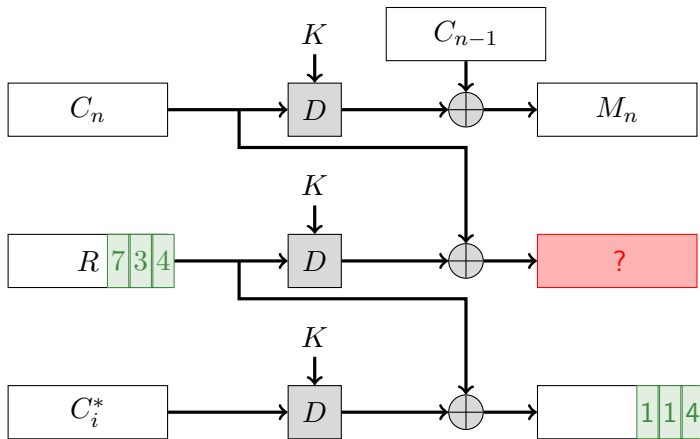 K
C_{n-1}
C_n D M_n
K
R 7 3 4 D ?
K
C_i^* D 1 1 4